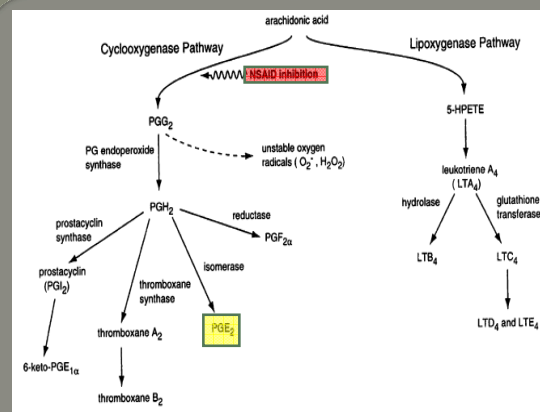 arachidonic acid
Cyclooxygenase Pathway
Lipoxygenase Pathway
NSAID inhibition
PGG2
5-HPETE
PG endoperoxide
synthase
unstable oxygen
radicals (O2-, H2O2)
leukotriene A4
(LTA4)
hydrolase
glutathione
transferase
PGH2
reductase
prostacyclin
synthase
PGF2α
LTB4
LTC4
isomerase
prostacyclin
(PGI2)
thromboxane
synthase
thromboxane A2
PGE2
LTD4 and LTE4
6-keto-PGE1α
thromboxane B2